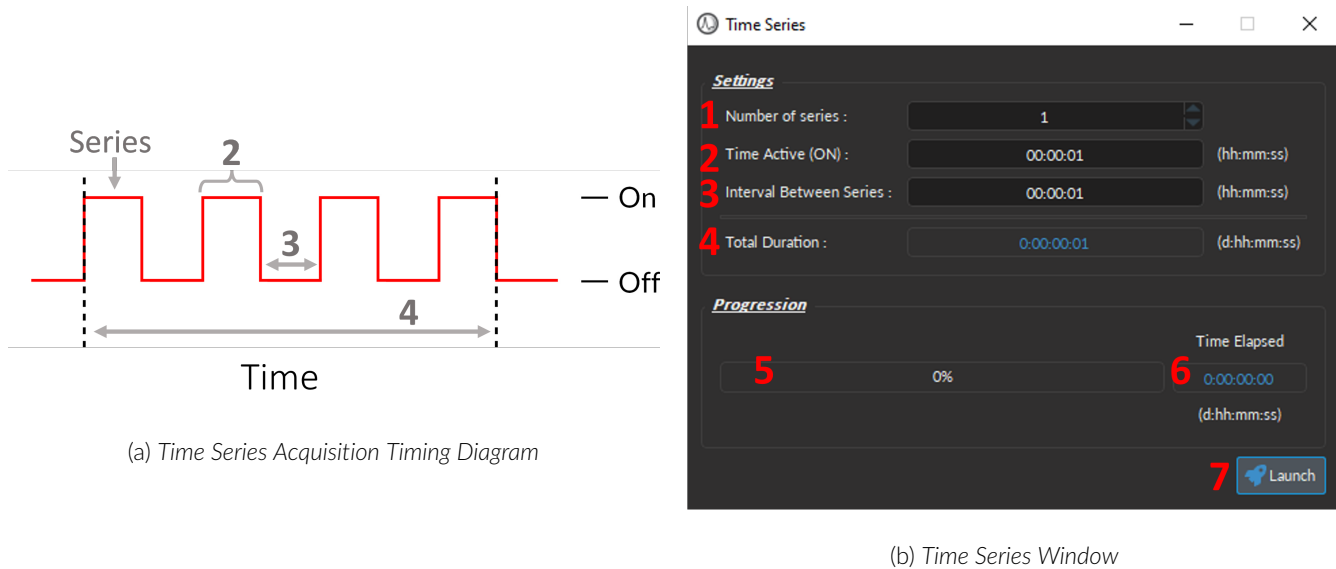 Series
2
3
4
On
Off
Time
(a) Time Series Acquisition Timing Diagram
Time Series
Settings
1 Number of series : 1
2 Time Active (ON) : 00:00:01 (hh:mm:ss)
3 Interval Between Series : 00:00:01 (hh:mm:ss)
4 Total Duration : 0:00:00:01 (d:hh:mm:ss)
Progression
Time Elapsed
5 0% 6 0:00:00:00
(d:hh:mm:ss)
7 Launch
(b) Time Series Window